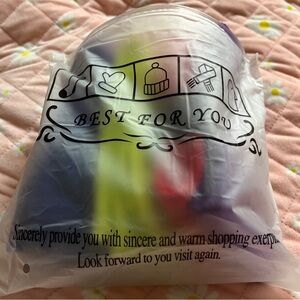 BEST FOR YOU
Sincerely provide you with sincere and warm shopping
Look forward to you visit again.